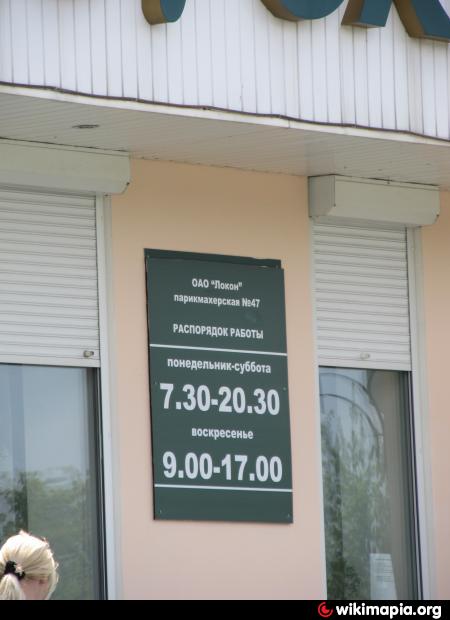 ОАО "Локон"
парикмахерская №47
РАСПОРЯДОК РАБОТЫ
понедельник-суббота
7.30-20.30
воскресенье
9.00-17.00
wikimapia.org